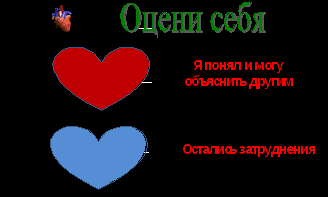 Оцени себя
Я понял и могу
объяснить другим
Остались затруднения